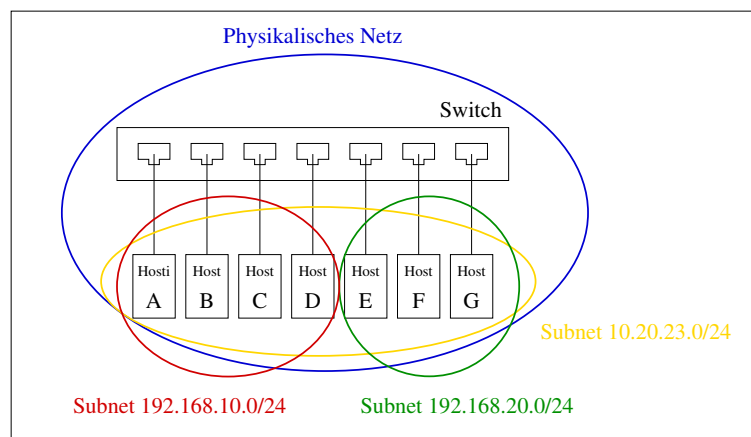 Physikalisches Netz
Switch
Hosti Host Host Host Host Host Host
A B C D E F G
Subnet 10.20.23.0/24
Subnet 192.168.10.0/24 Subnet 192.168.20.0/24